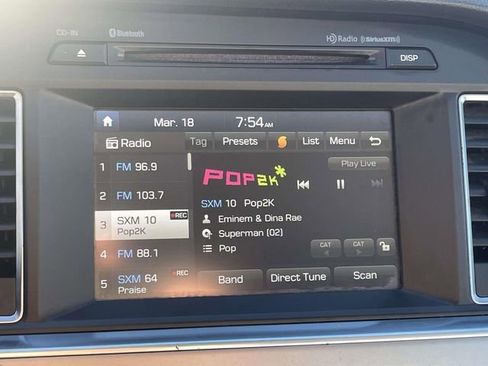 CD-IN Bluetooth HD Radio ((SiriusXM))
DISP
Mar. 18 7:54AM
Radio Tag Presets List Menu
1 FM 96.9
2 FM 103.7
3 SXM 10 REC
Pop2K
4 FM 88.1
5 SXM 64 REC
Praise
Play Live
POP2K*
SXM 10 Pop2K
Eminem & Dina Rae
Superman (02)
Pop
CAT CAT
Band Direct Tune Scan